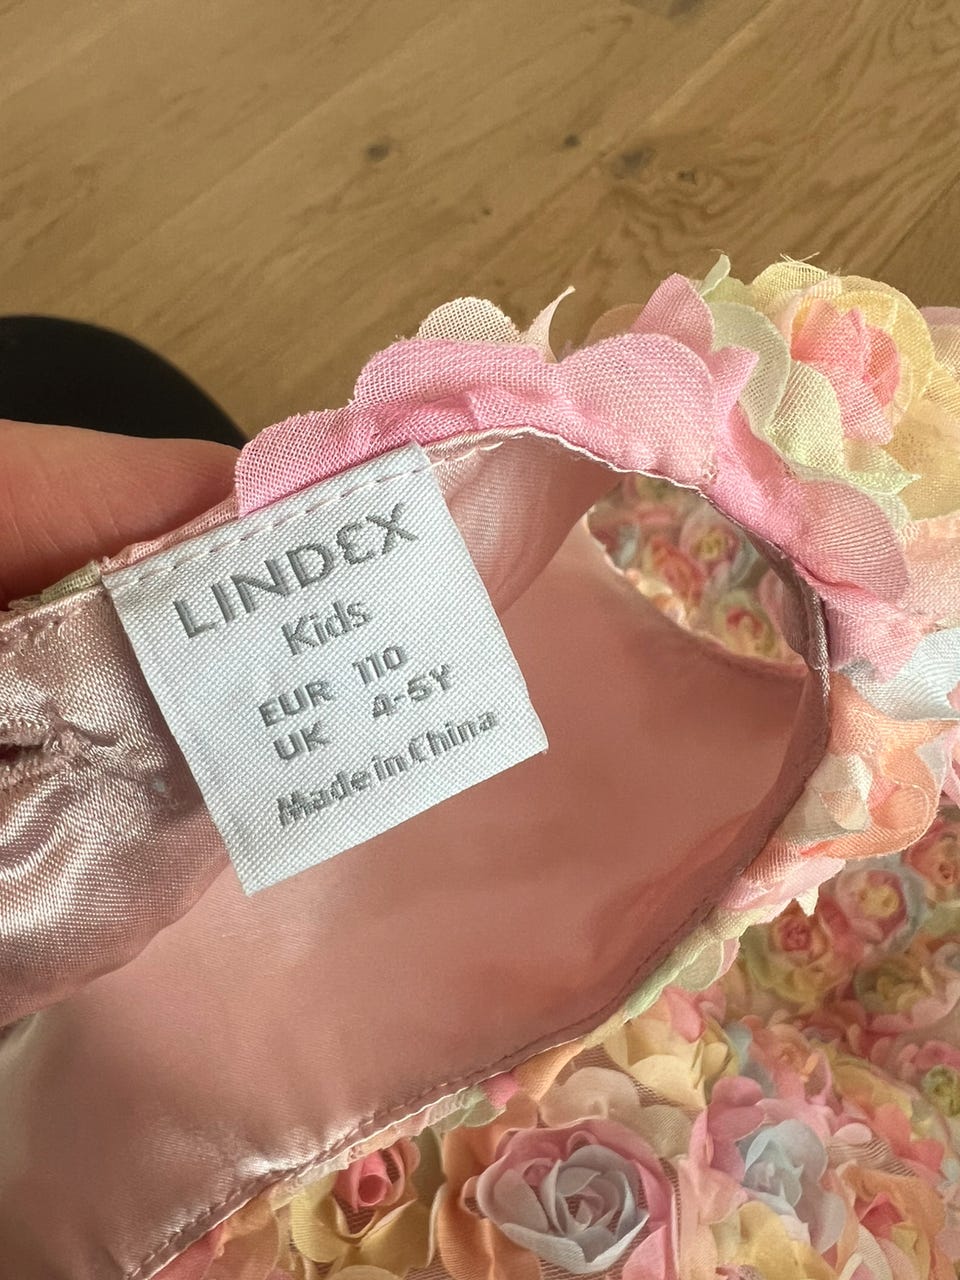 LINDEX
Kids
EUR 110
UK 4-5Y
Made in China